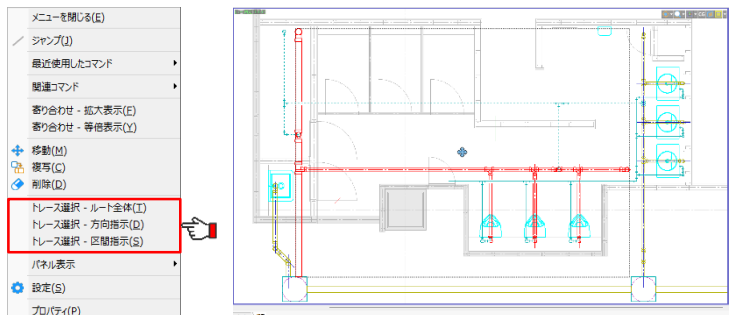 メニューを閉じる(E)
ジャンプ(J)
最近使用したコマンド
関連コマンド
寄り合わせ - 拡大表示(F)
寄り合わせ - 等倍表示(Y)
移動(M)
複写(C)
削除(D)
トレース選択 - ルート全体(T)
トレース選択 - 方向指示(D)
トレース選択 - 区間指示(S)
パネル表示
設定(S)
プロパティ(P)